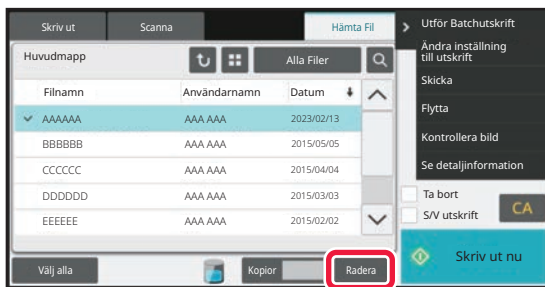 Skriv ut
Scanna
Hämta Fil
Huvudmapp
Alla Filer
Filnamn Användarnamn Datum
AAAAAA AAA AAA 2023/02/13
BBBBBB AAA AAA 2015/05/05
CCCCCC AAA AAA 2015/04/04
DDDDDD AAA AAA 2015/03/03
EEEEEE AAA AAA 2015/02/02
Välj alla
Kopior
Radera
Utför Batchutskrift
Ändra inställning
till utskrift
Skicka
Flytta
Kontrollera bild
Se detaljinformation
Ta bort
S/V utskrift
CA
Skriv ut nu